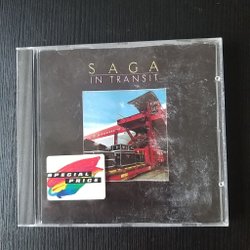 SAGA
IN TRANSIT
SPECIAL
PRICE